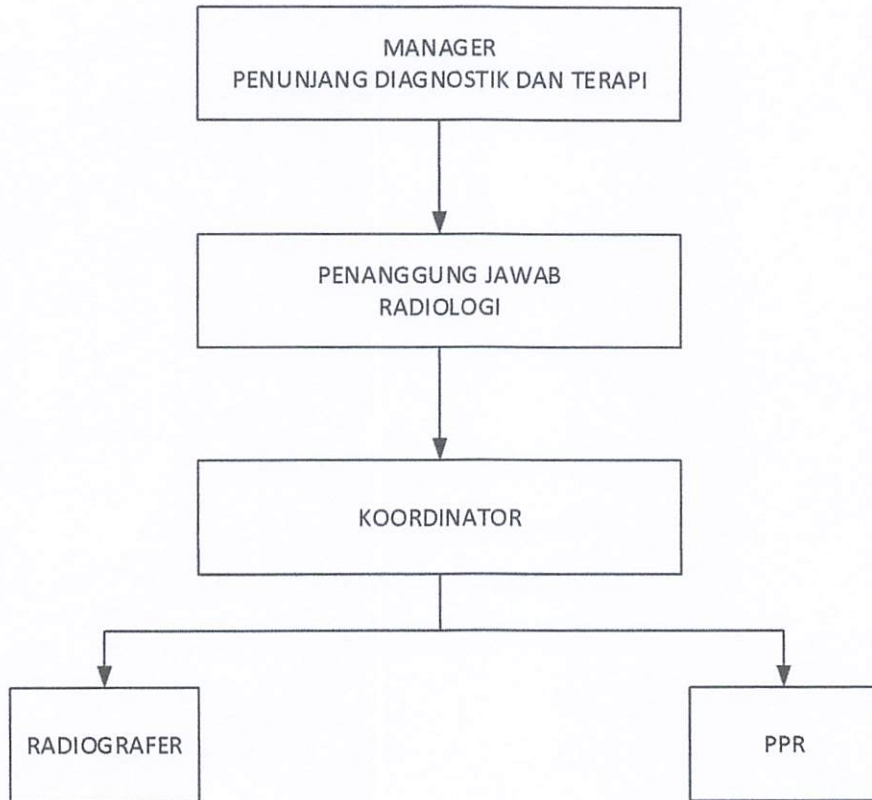 MANAGER
PENUNJANG DIAGNOSTIK DAN TERAPI
PENANGGUNG JAWAB
RADIOLOGI
KOORDINATOR
RADIOGRAFER
PPR